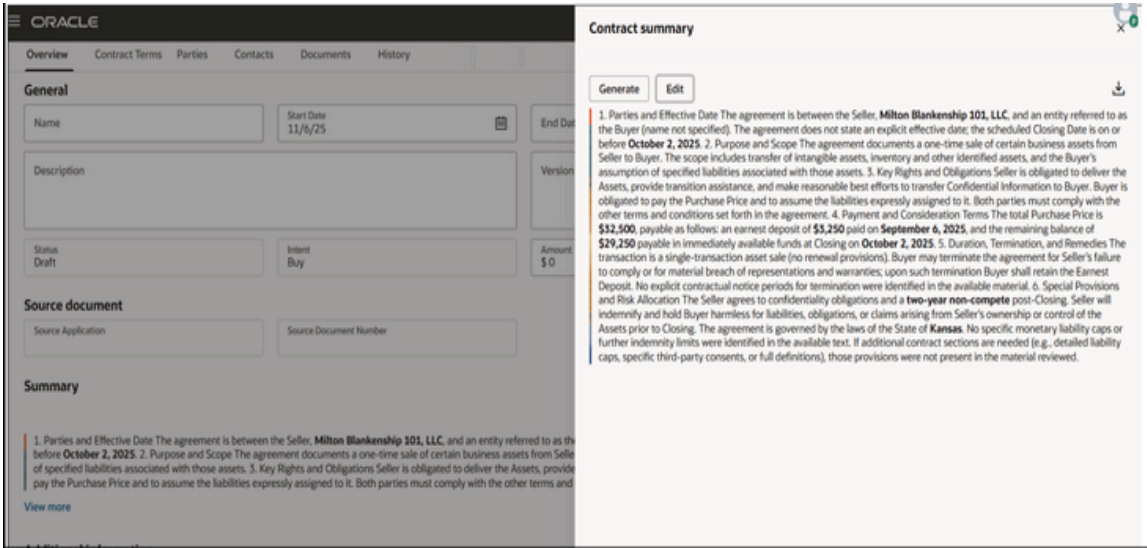 ORACLE
Overview Contract Terms Parties Contacts Documents History
General
Name
Start Date
11/6/25
End Dat
Description
Version
Status
Draft
Intent
Buy
Amount
$0
Source document
Source Application
Source Document Number
Summary
1. Parties and Effective Date The agreement is between the Seller, Milton Blankenship 101, LLC, and an entity referred to as th
before October 2, 2025. 2. Purpose and Scope The agreement documents a one-time sale of certain business assets from Selle
of specified liabilities associated with those assets. 3. Key Rights and Obligations Seller is obligated to deliver the Assets, provide
pay the Purchase Price and to assume the liabilities expressly assigned to it. Both parties must comply with the other terms and
View more
Contract summary
Generate Edit
1. Parties and Effective Date The agreement is between the Seller, Milton Blankenship 101, LLC, and an entity referred to as
the Buyer (name not specified). The agreement does not state an explicit effective date; the scheduled Closing Date is on or
before October 2, 2025. 2. Purpose and Scope The agreement documents a one-time sale of certain business assets from
Seller to Buyer. The scope includes transfer of intangible assets, inventory and other identified assets, and the Buyer's
assumption of specified liabilities associated with those assets. 3. Key Rights and Obligations Seller is obligated to deliver the
Assets, provide transition assistance, and make reasonable best efforts to transfer Confidential Information to Buyer. Buyer is
obligated to pay the Purchase Price and to assume the liabilities expressly assigned to it. Both parties must comply with the
other terms and conditions set forth in the agreement. 4. Payment and Consideration Terms The total Purchase Price is
$32,500, payable as follows: an earnest deposit of $3,250 paid on September 6, 2025, and the remaining balance of
$29,250 payable in immediately available funds at Closing on October 2, 2025. 5. Duration, Termination, and Remedies The
transaction is a single-transaction asset sale (no renewal provisions). Buyer may terminate the agreement for Seller's failure
to comply or for material breach of representations and warranties; upon such termination Buyer shall retain the Earnest
Deposit. No explicit contractual notice periods for termination were identified in the available material. 6. Special Provisions
and Risk Allocation The Seller agrees to confidentiality obligations and a two-year non-compete post-Closing. Seller will
indemnify and hold Buyer harmless for liabilities, obligations, or claims arising from Seller's ownership or control of the
Assets prior to Closing. The agreement is governed by the laws of the State of Kansas. No specific monetary liability caps or
further indemnity limits were identified in the available text. If additional contract sections are needed (e.g., detailed liability
caps, specific third-party consents, or full definitions), those provisions were not present in the material reviewed.